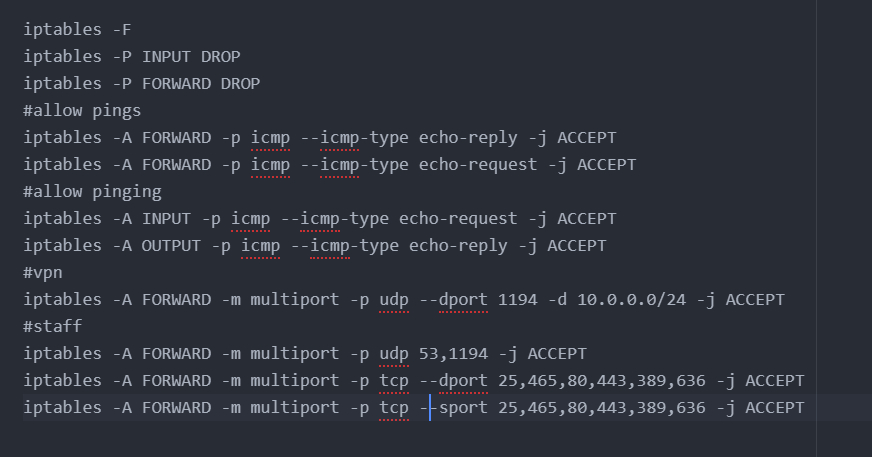 iptables -F
iptables -P INPUT DROP
iptables -P FORWARD DROP
#allow pings
iptables -A FORWARD -p icmp --icmp-type echo-reply -j ACCEPT
iptables -A FORWARD -p icmp --icmp-type echo-request -j ACCEPT
#allow pinging
iptables -A INPUT -p icmp --icmp-type echo-request -j ACCEPT
iptables -A OUTPUT -p icmp --icmp-type echo-reply -j ACCEPT
#vpn
iptables -A FORWARD -m multiport -p udp --dport 1194 -d 10.0.0.0/24 -j ACCEPT
#staff
iptables -A FORWARD -m multiport -p udp 53,1194 -j ACCEPT
iptables -A FORWARD -m multiport -p tcp --dport 25,465,80,443,389,636 -j ACCEPT
iptables -A FORWARD -m multiport -p tcp --sport 25,465,80,443,389,636 -j ACCEPT